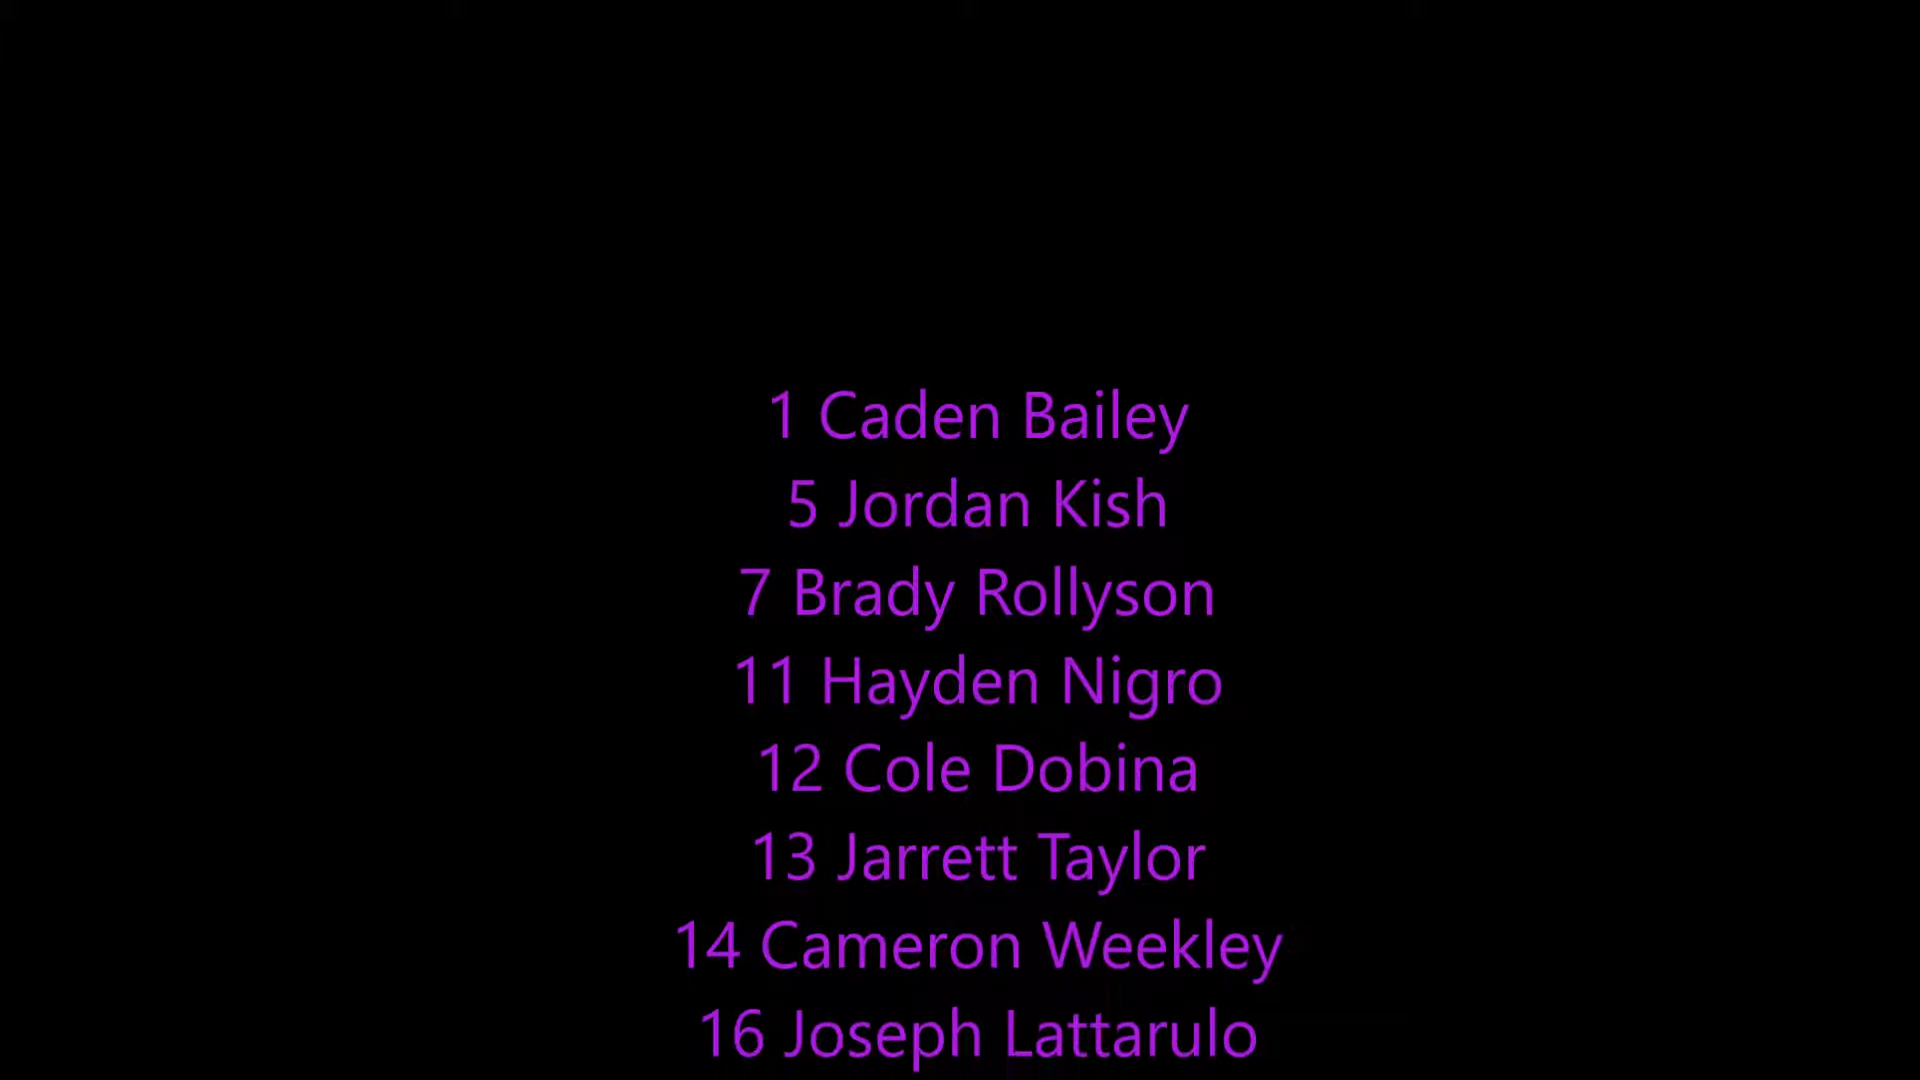 1 Caden Bailey
5 Jordan Kish
7 Brady Rollyson
11 Hayden Nigro
12 Cole Dobina
13 Jarrett Taylor
14 Cameron Weekley
16 Joseph Lattarulo